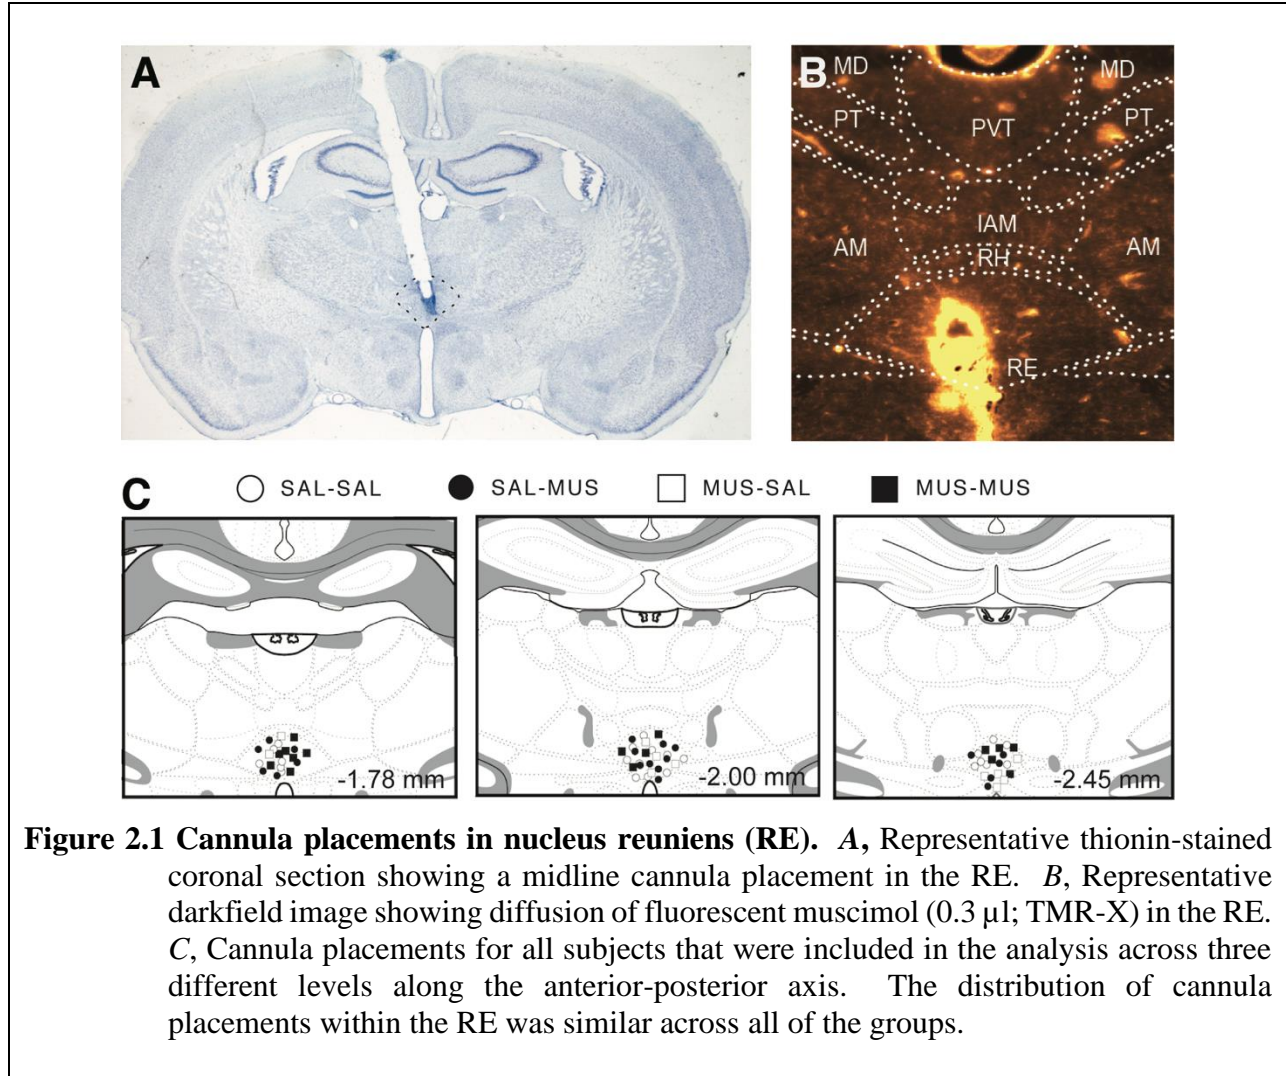 A
B
MD
MD
PT
PT
PVT
IAM
AM
AM
RH
RE
C
SAL-SAL
SAL-MUS
MUS-SAL
MUS-MUS
-1.78 mm
-2.00 mm
-2.45 mm
Figure 2.1 Cannula placements in nucleus reuniens (RE). A, Representative thionin-stained
coronal section showing a midline cannula placement in the RE. B, Representative
darkfield image showing diffusion of fluorescent muscimol (0.3 µl; TMR-X) in the RE.
C, Cannula placements for all subjects that were included in the analysis across three
different levels along the anterior-posterior axis. The distribution of cannula
placements within the RE was similar across all of the groups.